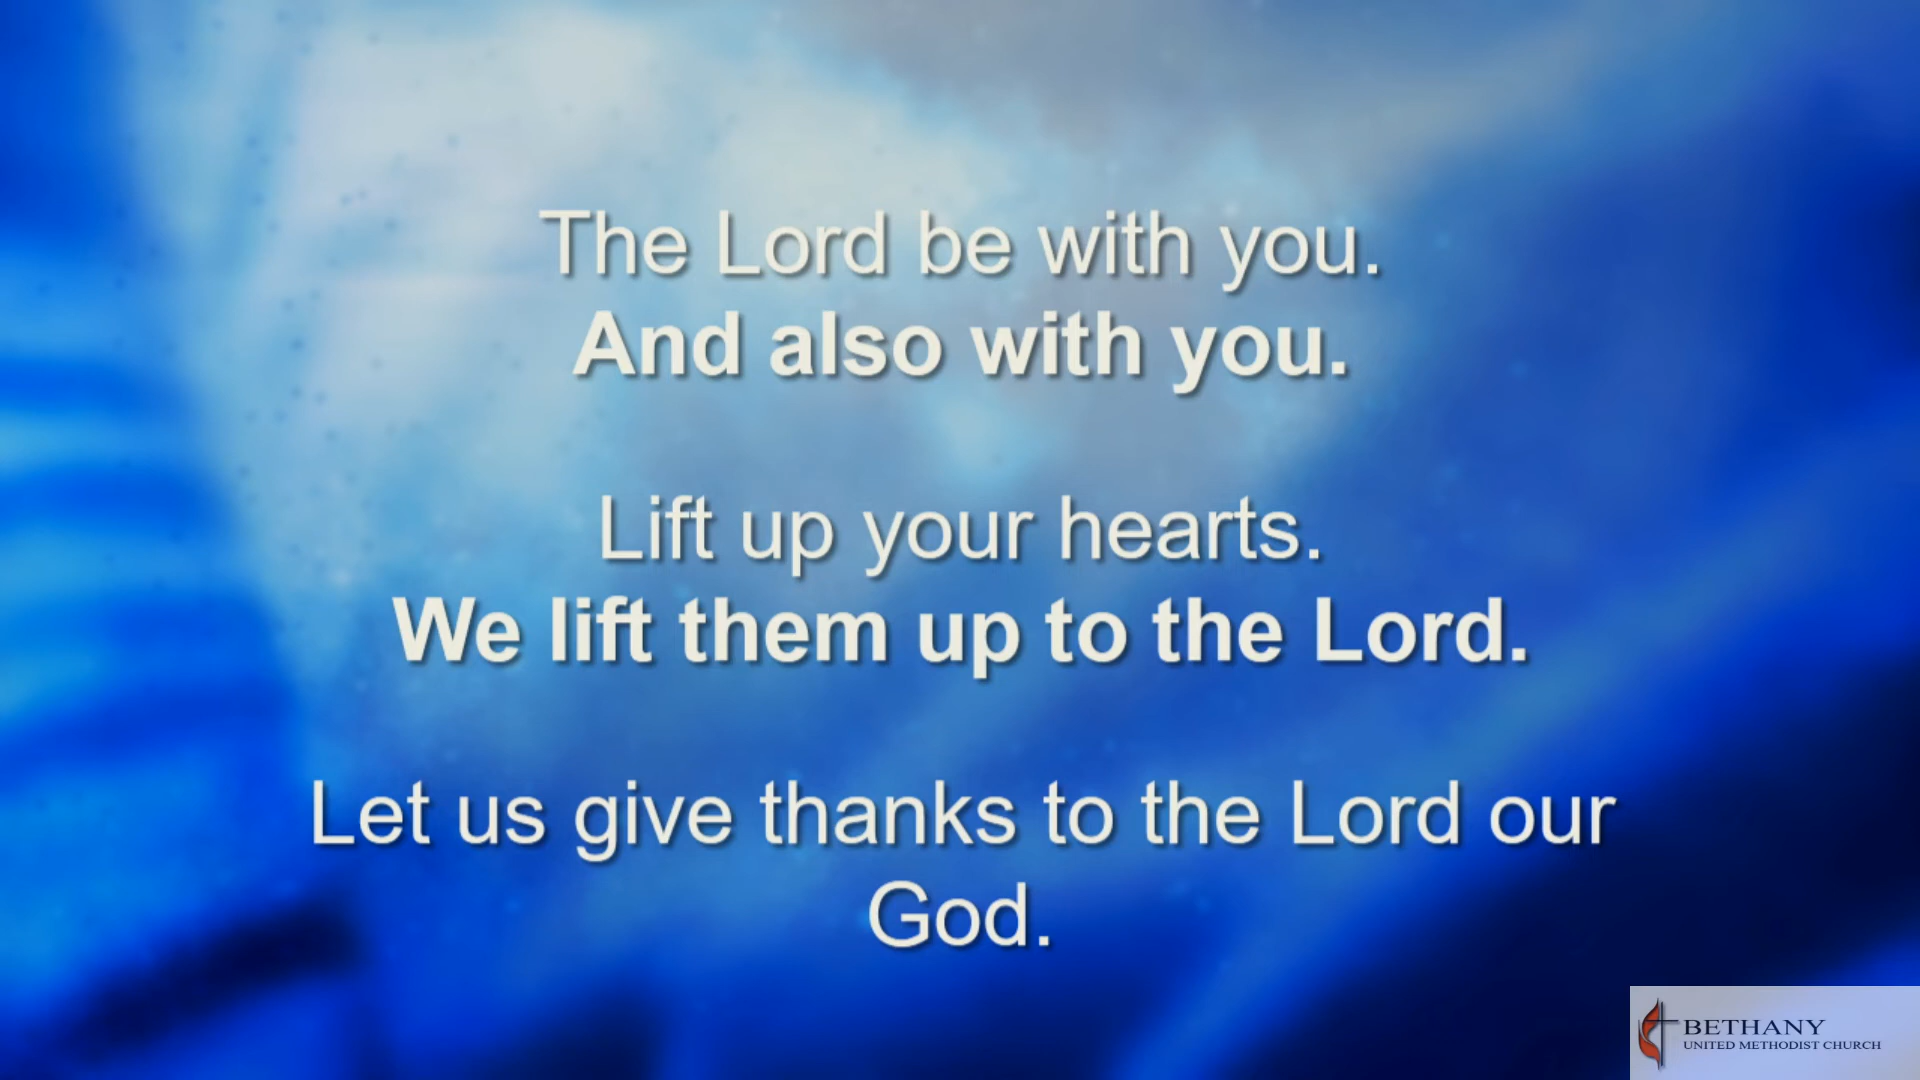 The Lord be with you.
And also with you.
Lift up your hearts.
We lift them up to the Lord.
Let us give thanks to the Lord our
God.
BETHANY
UNITED METHODIST CHURCH